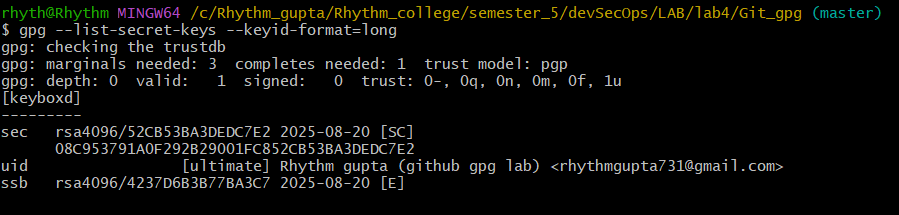 rhyth@Rhythm MINGW64 /c/Rhythm_gupta/Rhythm_college/semester_5/devSecOps/LAB/lab4/Git_gpg (master)
$ gpg --list-secret-keys --keyid-format=long
gpg: checking the trustdb
gpg: marginals needed: 3  completes needed: 1  trust model: pgp
gpg: depth: 0  valid:   1  signed:   0  trust: 0-, 0q, 0n, 0m, 0f, 1u
[keyboxd]
---------
sec   rsa4096/52CB53BA3DEDC7E2 2025-08-20 [SC]
      08C953791A0F292B29001FC852CB53BA3DEDC7E2
uid                 [ultimate] Rhythm gupta (github gpg lab) <rhythmgupta731@gmail.com>
ssb   rsa4096/4237D6B3B77BA3C7 2025-08-20 [E]